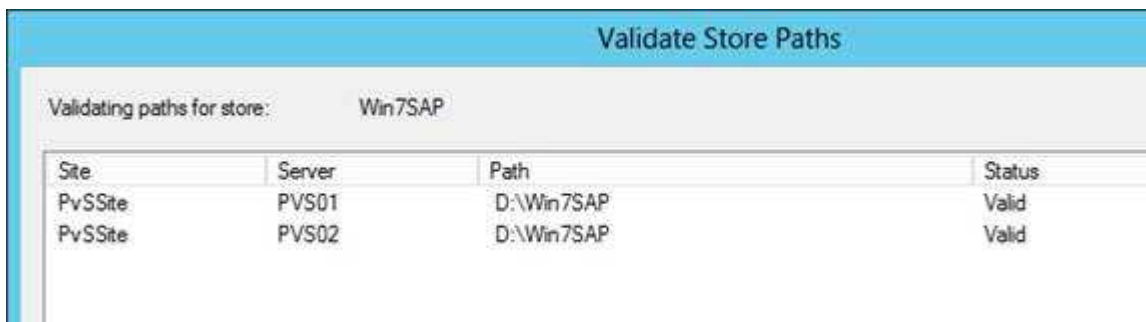 Validate Store Paths
Validating paths for store: Win7SAP
Site Server Path Status
PvSSite PVS01 D:\Win7SAP Valid
PvSSite PVS02 D:\Win7SAP Valid